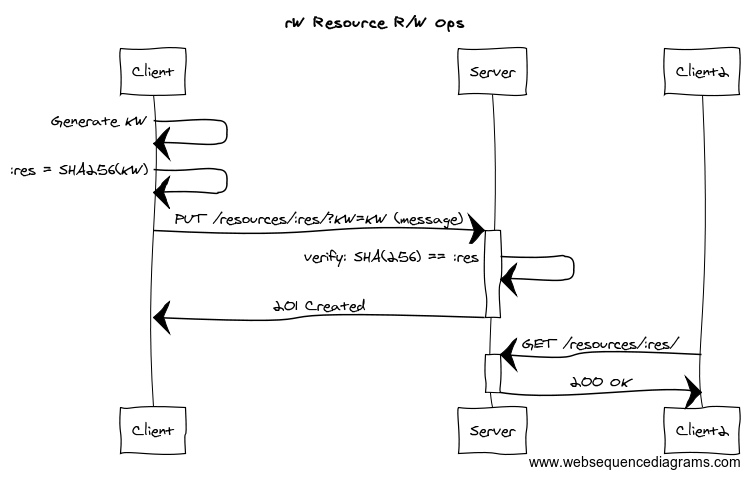 rW Resource R/W Ops
Client
Server
Client2
Generate KW
:res = SHA256(KW)
PUT /resources/:res/?KW=KW (message)
verify: SHA(256) == :res
201 Created
GET /resources/:res/
200 OK
Client
Server
Client2
www.websequencediagrams.com